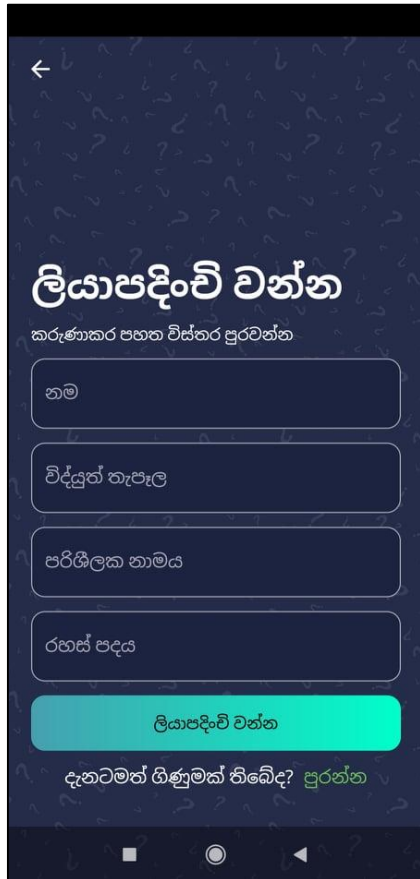 ලියාපදිංචි වන්න
කරුණාකර පහත විස්තර පුරවන්න
නම
විද්යුත් තැපෑල
පරිශීලක නාමය
රහස් පදය
ලියාපදිංචි වන්න
දැනටමත් ගිණුමක් තිබේද? පුරන්න